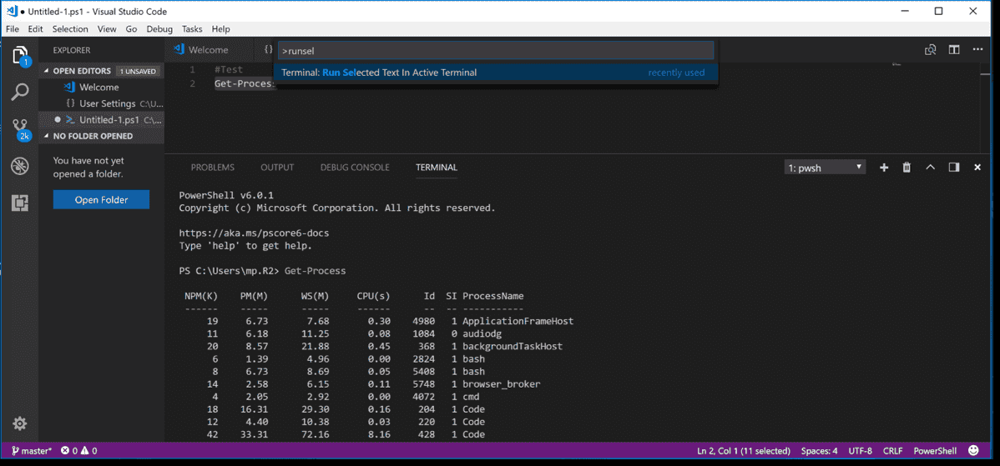 Untitled-1.ps1 - Visual Studio Code
File Edit Selection View Go Debug Tasks Help
EXPLORER
OPEN EDITORS 1 UNSAVED
Welcome
{} User Settings C:\U...
Untitled-1.ps1 C:\...
NO FOLDER OPENED
You have not yet
opened a folder.
Open Folder
1
2k
Welcome {}
>runsel
Terminal: Run Selected Text In Active Terminal recently used
1 #Test
2 Get-Process
PROBLEMS OUTPUT DEBUG CONSOLE TERMINAL 1: pwsh
PowerShell v6.0.1
Copyright (c) Microsoft Corporation. All rights reserved.
https://aka.ms/pscore6-docs
Type 'help' to get help.
PS C:\Users\mp.R2> Get-Process
NPM(K) PM(M) WS(M) CPU(s) Id SI ProcessName
------ ----- ----- ------ -- -- -----------
19 6.73 7.68 0.30 4980 1 ApplicationFrameHost
11 6.18 11.25 0.08 1084 0 audiodg
20 8.57 21.88 0.45 368 1 backgroundTaskHost
6 1.39 4.96 0.00 2824 1 bash
8 6.73 8.69 0.05 5408 1 bash
14 2.58 6.15 0.11 5748 1 browser_broker
4 2.05 2.92 0.00 4072 1 cmd
18 16.31 29.30 0.16 204 1 Code
12 4.40 10.38 0.03 220 1 Code
42 33.31 72.16 8.16 428 1 Code
master* 0 0 Ln 2, Col 1 (11 selected) Spaces: 4 UTF-8 CRLF PowerShell